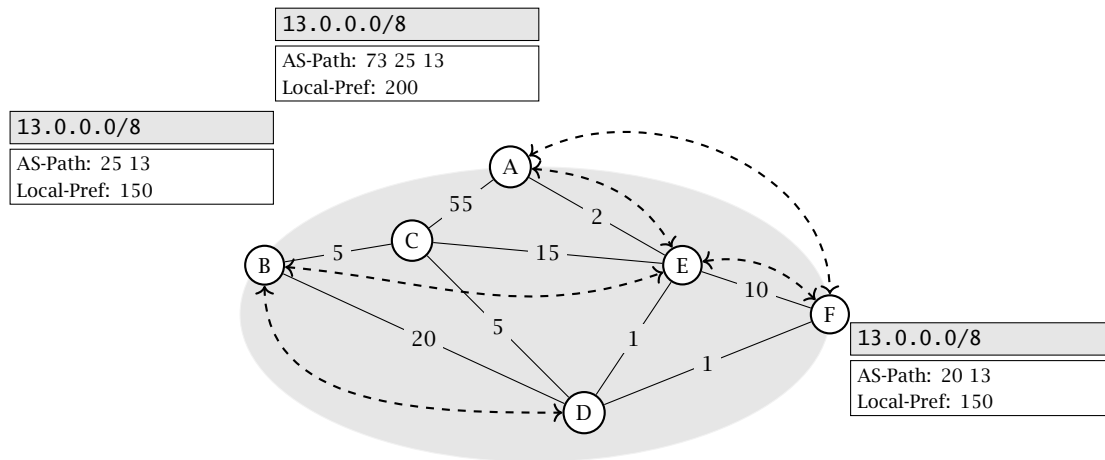 13.0.0.0/8
AS-Path: 73 25 13
Local-Pref: 200
13.0.0.0/8
AS-Path: 25 13
Local-Pref: 150
A
55
2
C
B
5
15
E
10
F
5
20
1
1
D
13.0.0.0/8
AS-Path: 20 13
Local-Pref: 150